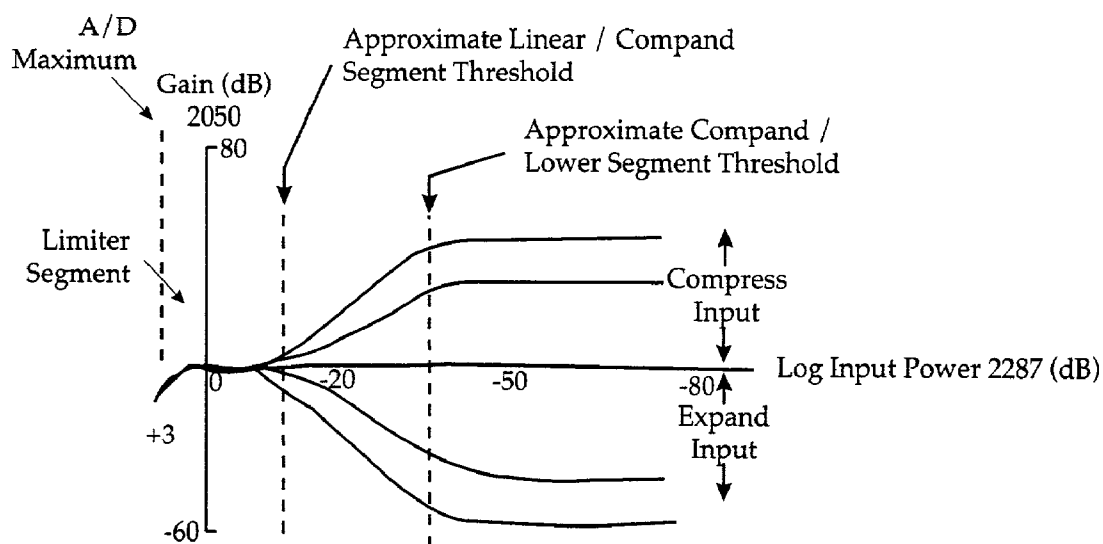 A/D
Maximum
Gain (dB)
2050
80
Approximate Linear / Compand
Segment Threshold
Approximate Compand /
Lower Segment Threshold
Limiter
Segment
Compress
Input
0
-20
-50
-80
Log Input Power 2287 (dB)
+3
Expand
Input
-60